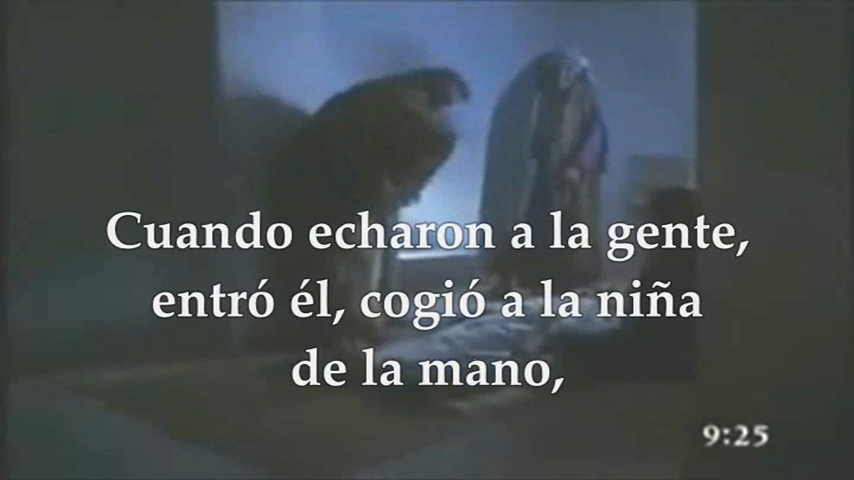 Cuando echaron a la gente,
entró él, cogió a la niña
de la mano,
9:25